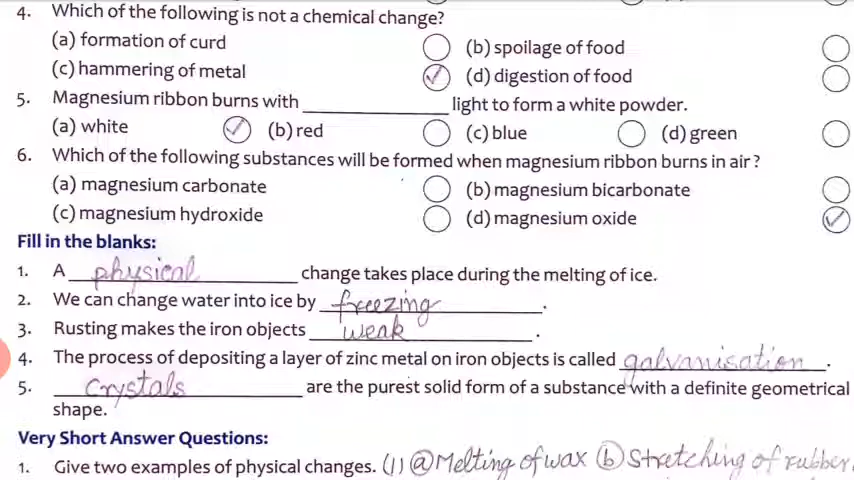 4. Which of the following is not a chemical change?
(a) formation of curd (b) spoilage of food
(c) hammering of metal ✓ (d) digestion of food
5. Magnesium ribbon burns with ____________ light to form a white powder.
(a) white ✓ (b) red (c) blue (d) green
6. Which of the following substances will be formed when magnesium ribbon burns in air?
(a) magnesium carbonate (b) magnesium bicarbonate
(c) magnesium hydroxide (d) magnesium oxide ✓
Fill in the blanks:
1. A physical change takes place during the melting of ice.
2. We can change water into ice by freezing.
3. Rusting makes the iron objects weak.
4. The process of depositing a layer of zinc metal on iron objects is called galvanisation.
5. crystals are the purest solid form of a substance with a definite geometrical
shape.
Very Short Answer Questions:
1. Give two examples of physical changes. (1) (a) Melting of wax (b) Stretching of rubber.